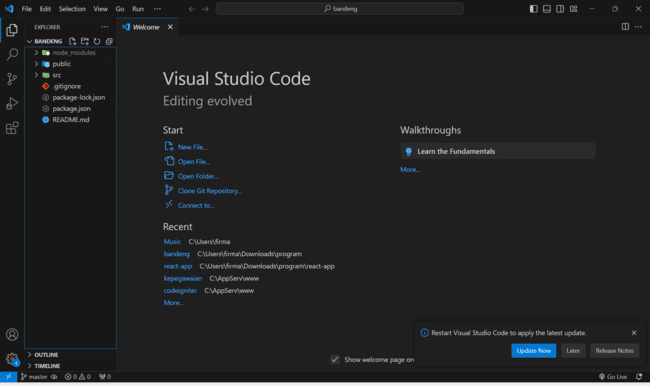 File Edit Selection View Go Run ··· bandeng
EXPLORER ···
Welcome
BANDENG
node_modules
public
src
.gitignore
package-lock.json
package.json
README.md
OUTLINE
TIMELINE
Visual Studio Code
Editing evolved
Start
New File...
Open File...
Open Folder...
Clone Git Repository...
Connect to...
Recent
Music C:\Users\firma
bandeng C:\Users\firma\Downloads\program
react-app C:\Users\firma\Downloads\program\react-app
kepegawaian C:\AppServ\www
codeigniter C:\AppServ\www
More...
Walkthroughs
Learn the Fundamentals
More...
Show welcome page on
Restart Visual Studio Code to apply the latest update.
Update Now Later Release Notes
master 0 0 0 Go Live